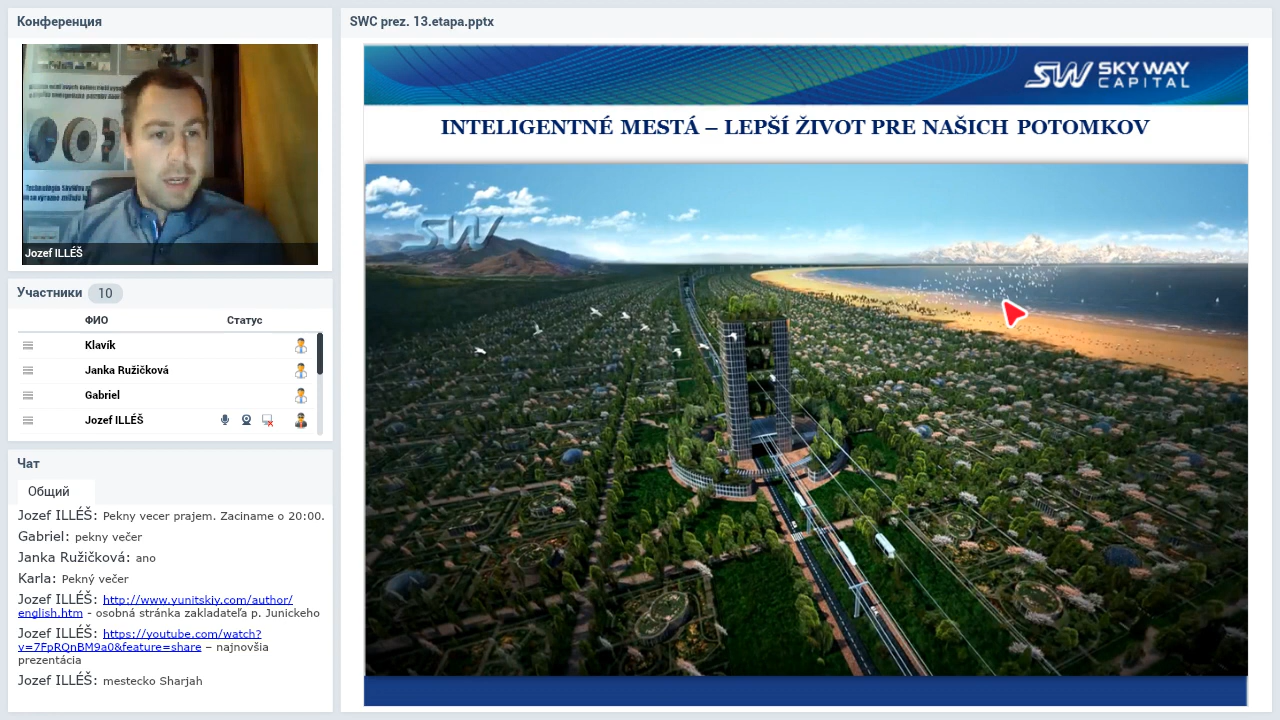 Конференция
Jozef ILLÉŠ
Участники 10
ФИО Статус
Klavík
Janka Ružičková
Gabriel
Jozef ILLÉŠ
Чат
Общий
Jozef ILLÉŠ: Pekny vecer prajem. Zaciname o 20:00.
Gabriel: pekny večer
Janka Ružičková: ano
Karla: Pekný večer
Jozef ILLÉŠ: http://www.yunitskiy.com/author/
english.htm - osobná stránka zakladateľa p. Junickeho
Jozef ILLÉŠ: https://youtube.com/watch?
v=7FpRQnBM9a0&feature=share – najnovšia
prezentácia
Jozef ILLÉŠ: mestecko Sharjah
SWC prez. 13.etapa.pptx
SW SKY WAY
CAPITAL
INTELIGENTNÉ MESTÁ – LEPŠÍ ŽIVOT PRE NAŠICH POTOMKOV
SW